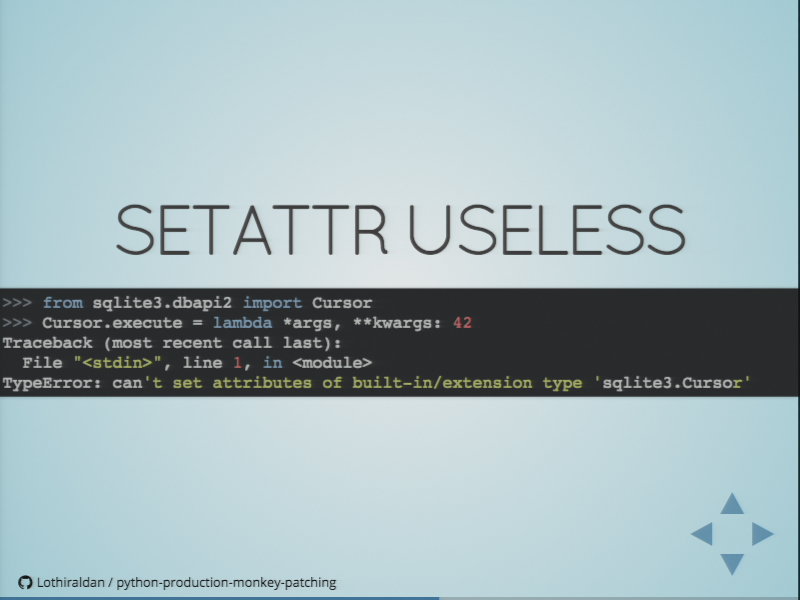 SETATTR USELESS
>>> from sqlite3.dbapi2 import Cursor
>>> Cursor.execute = lambda *args, **kwargs: 42
Traceback (most recent call last):
  File "<stdin>", line 1, in <module>
TypeError: can't set attributes of built-in/extension type 'sqlite3.Cursor'
Lothiraldan / python-production-monkey-patching